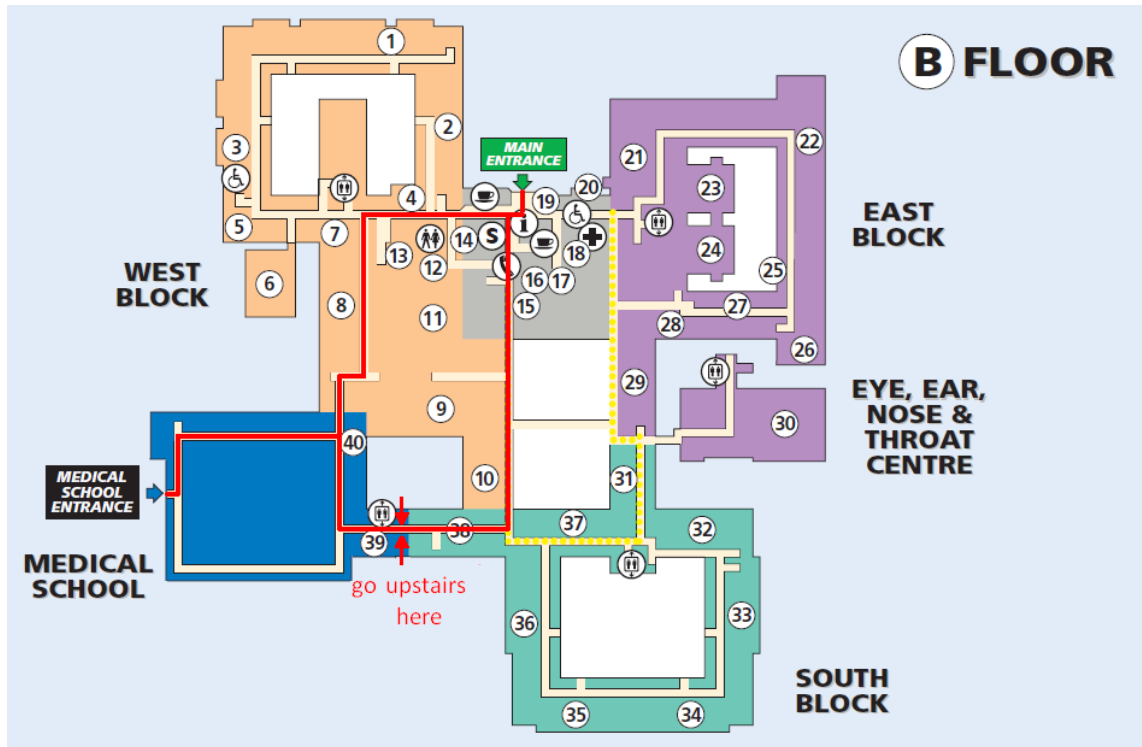 B FLOOR
1
2
MAIN
ENTRANCE
3
4
5
6
7
8
9
10
11
12
13
14
S
i
15
16
17
18
19
20
21
22
23
24
25
26
27
28
29
30
31
32
33
34
35
36
37
38
39
40
WEST
BLOCK
EAST
BLOCK
EYE, EAR,
NOSE &
THROAT
CENTRE
MEDICAL
SCHOOL
ENTRANCE
MEDICAL
SCHOOL
go upstairs
here
SOUTH
BLOCK